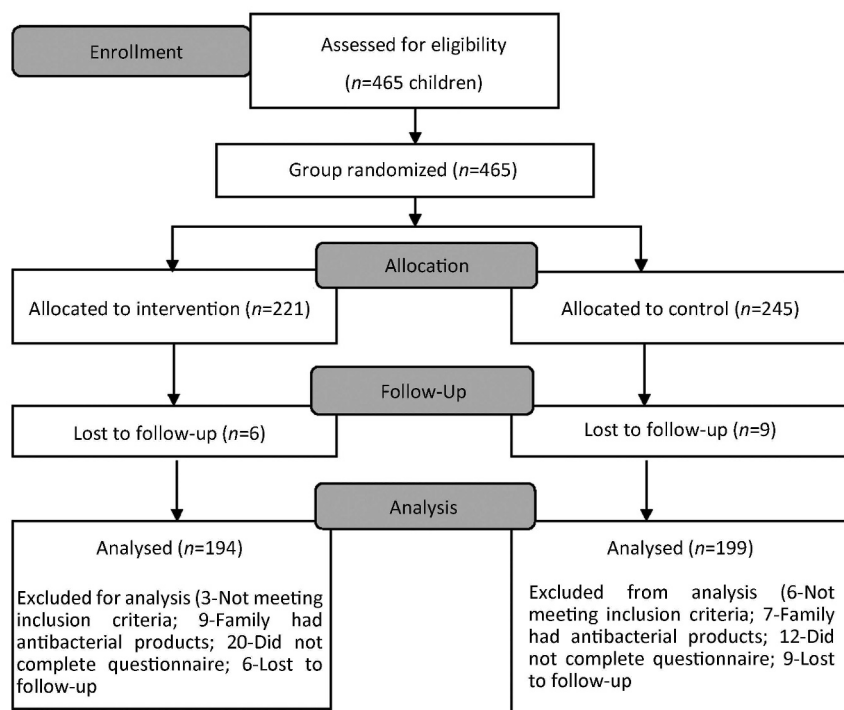 Enrollment
Assessed for eligibility
(n=465 children)
Group randomized (n=465)
Allocation
Allocated to intervention (n=221)
Allocated to control (n=245)
Follow-Up
Lost to follow-up (n=6)
Lost to follow-up (n=9)
Analysis
Analysed (n=194)
Excluded for analysis (3-Not meeting
inclusion criteria; 9-Family had
antibacterial products; 20-Did not
complete questionnaire; 6-Lost to
follow-up
Analysed (n=199)
Excluded from analysis (6-Not
meeting inclusion criteria; 7-Family
had antibacterial products; 12-Did
not complete questionnaire; 9-Lost
to follow-up